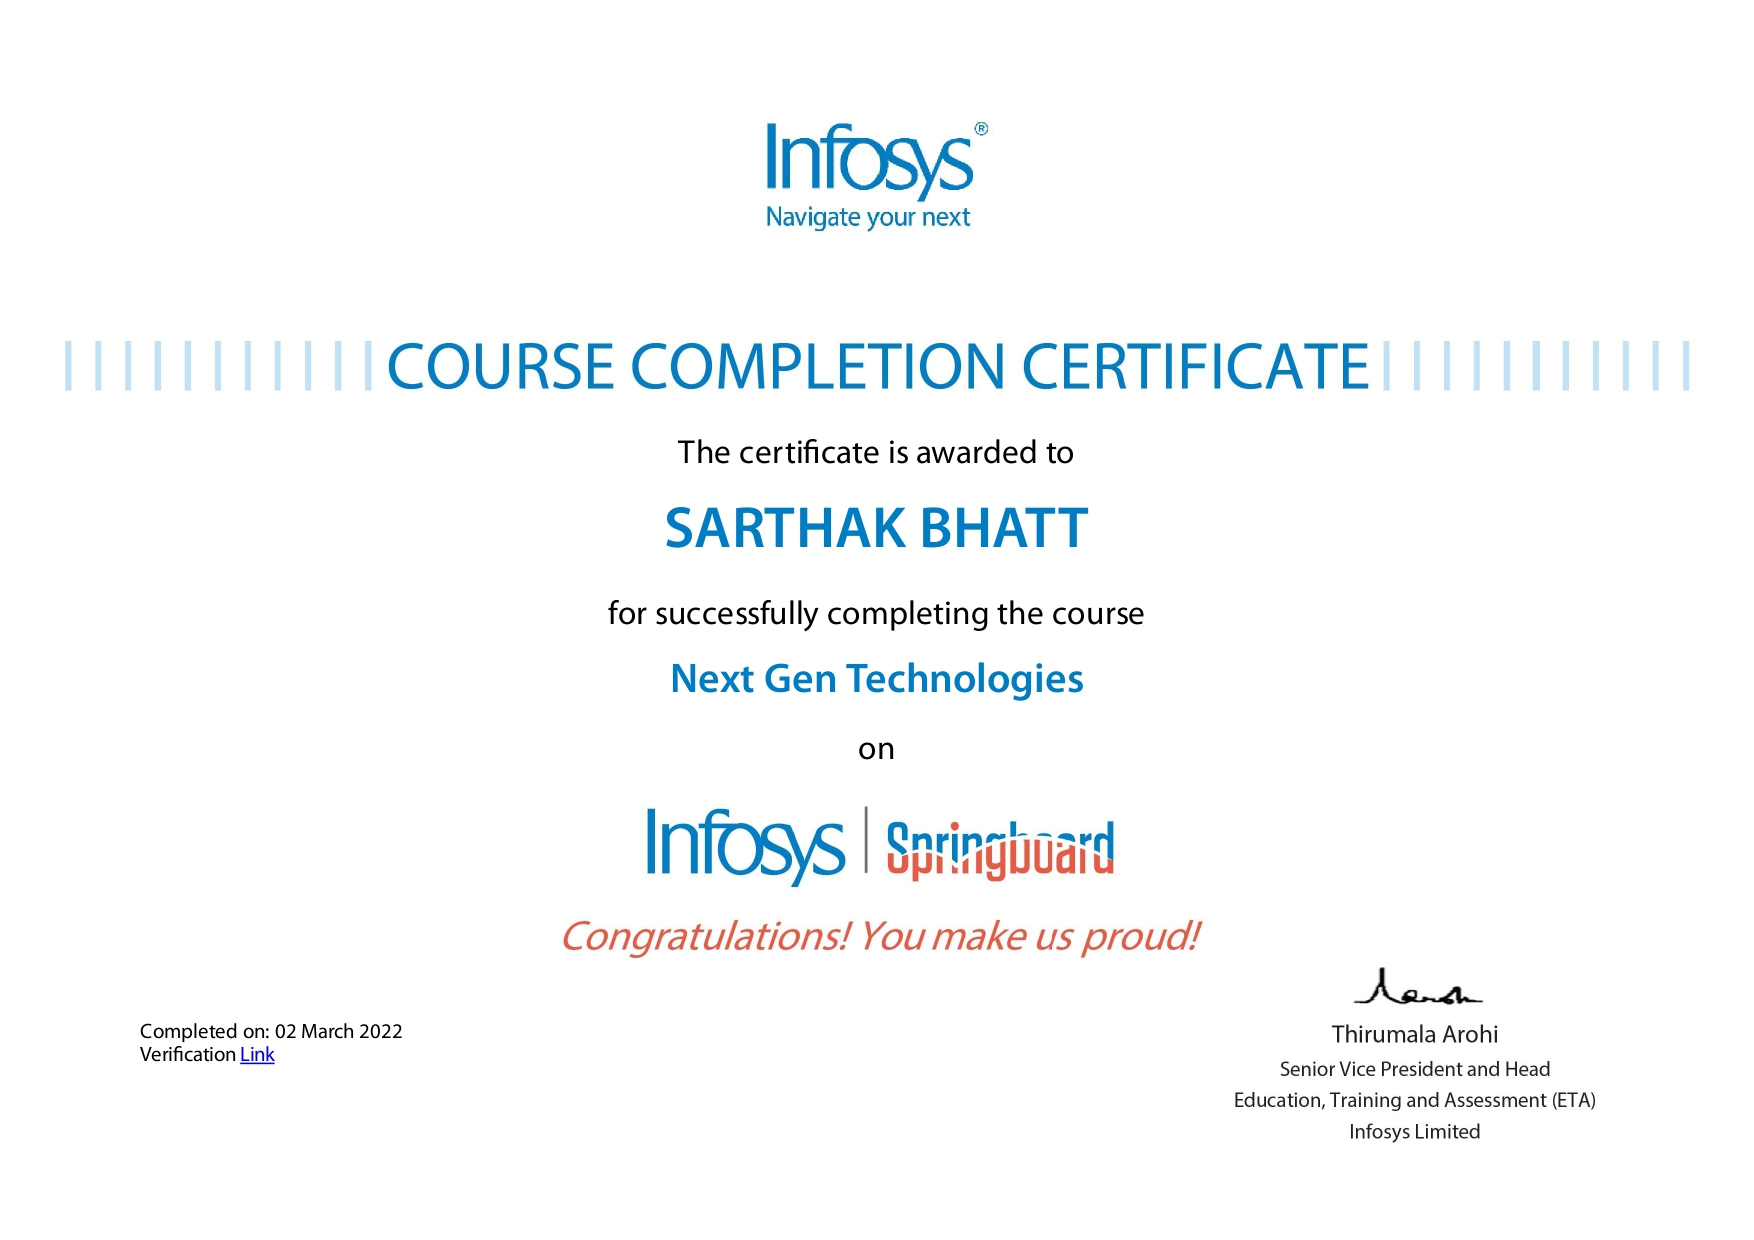 Infosys®
Navigate your next
COURSE COMPLETION CERTIFICATE
The certificate is awarded to
SARTHAK BHATT
for successfully completing the course
Next Gen Technologies
on
Infosys | Springboard
Congratulations! You make us proud!
Completed on: 02 March 2022
Verification Link
Thirumala Arohi
Senior Vice President and Head
Education, Training and Assessment (ETA)
Infosys Limited